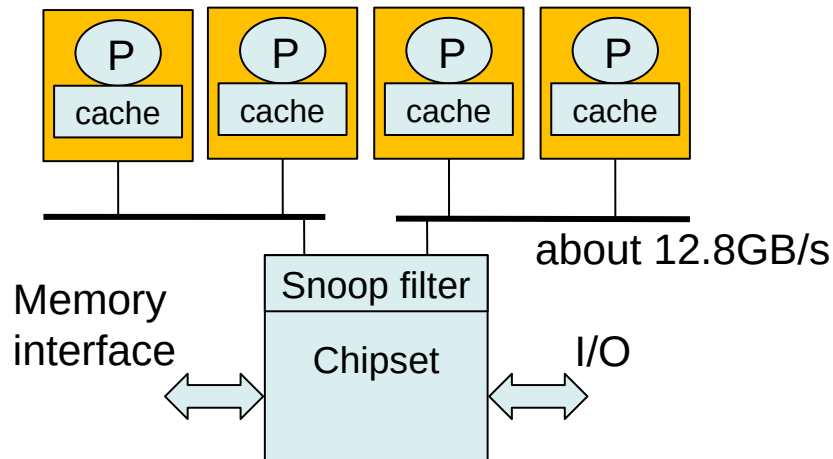 P
P
P
P
cache
cache
cache
cache
about 12.8GB/s
Snoop filter
Memory
interface
Chipset
I/O